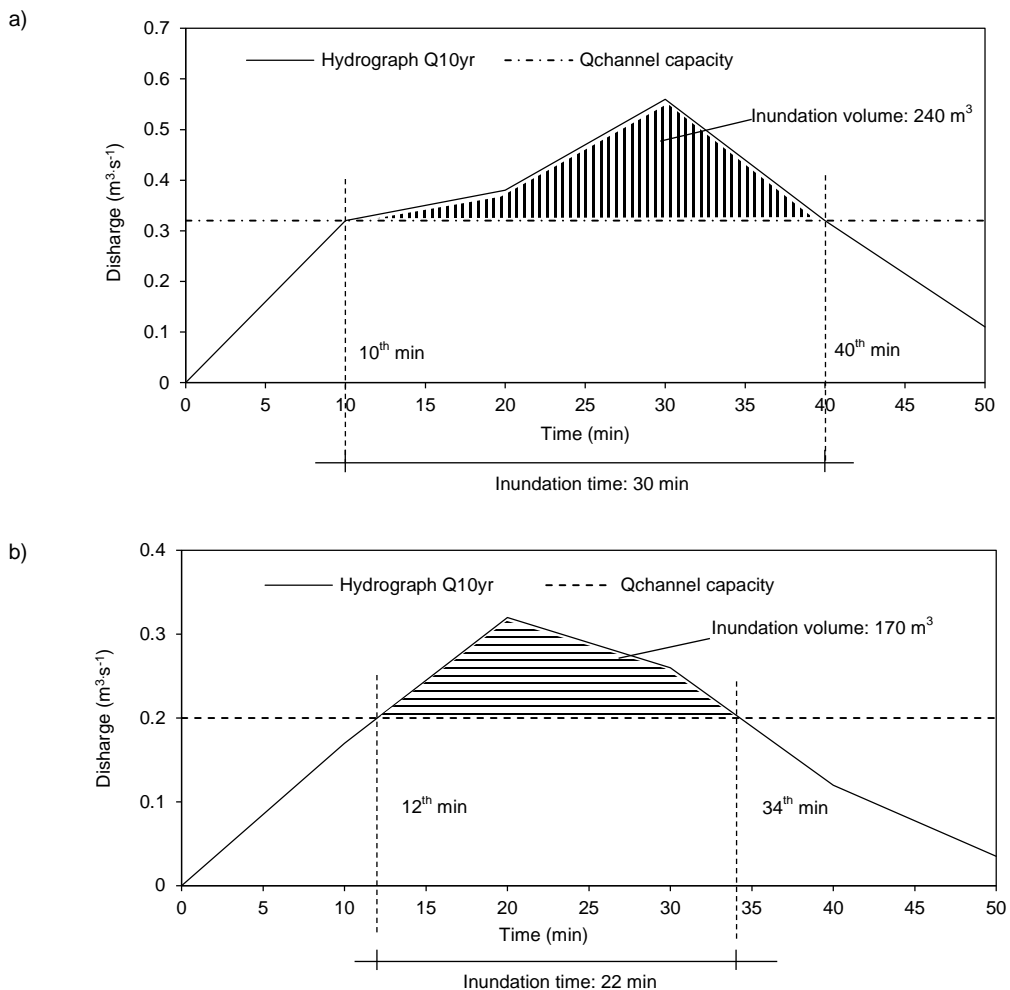 a)
0.7
Hydrograph Q10yr Qchannel capacity
0.6
Inundation volume: 240 m³
0.5
0.4
0.3
0.2
0.1
0
Disharge (m³·s⁻¹)
10th min
40th min
0 5 10 15 20 25 30 35 40 45 50
Time (min)
Inundation time: 30 min
b)
0.4
Hydrograph Q10yr Qchannel capacity
Inundation volume: 170 m³
0.3
0.2
0.1
0
Disharge (m³·s⁻¹)
12th min
34th min
0 5 10 15 20 25 30 35 40 45 50
Time (min)
Inundation time: 22 min